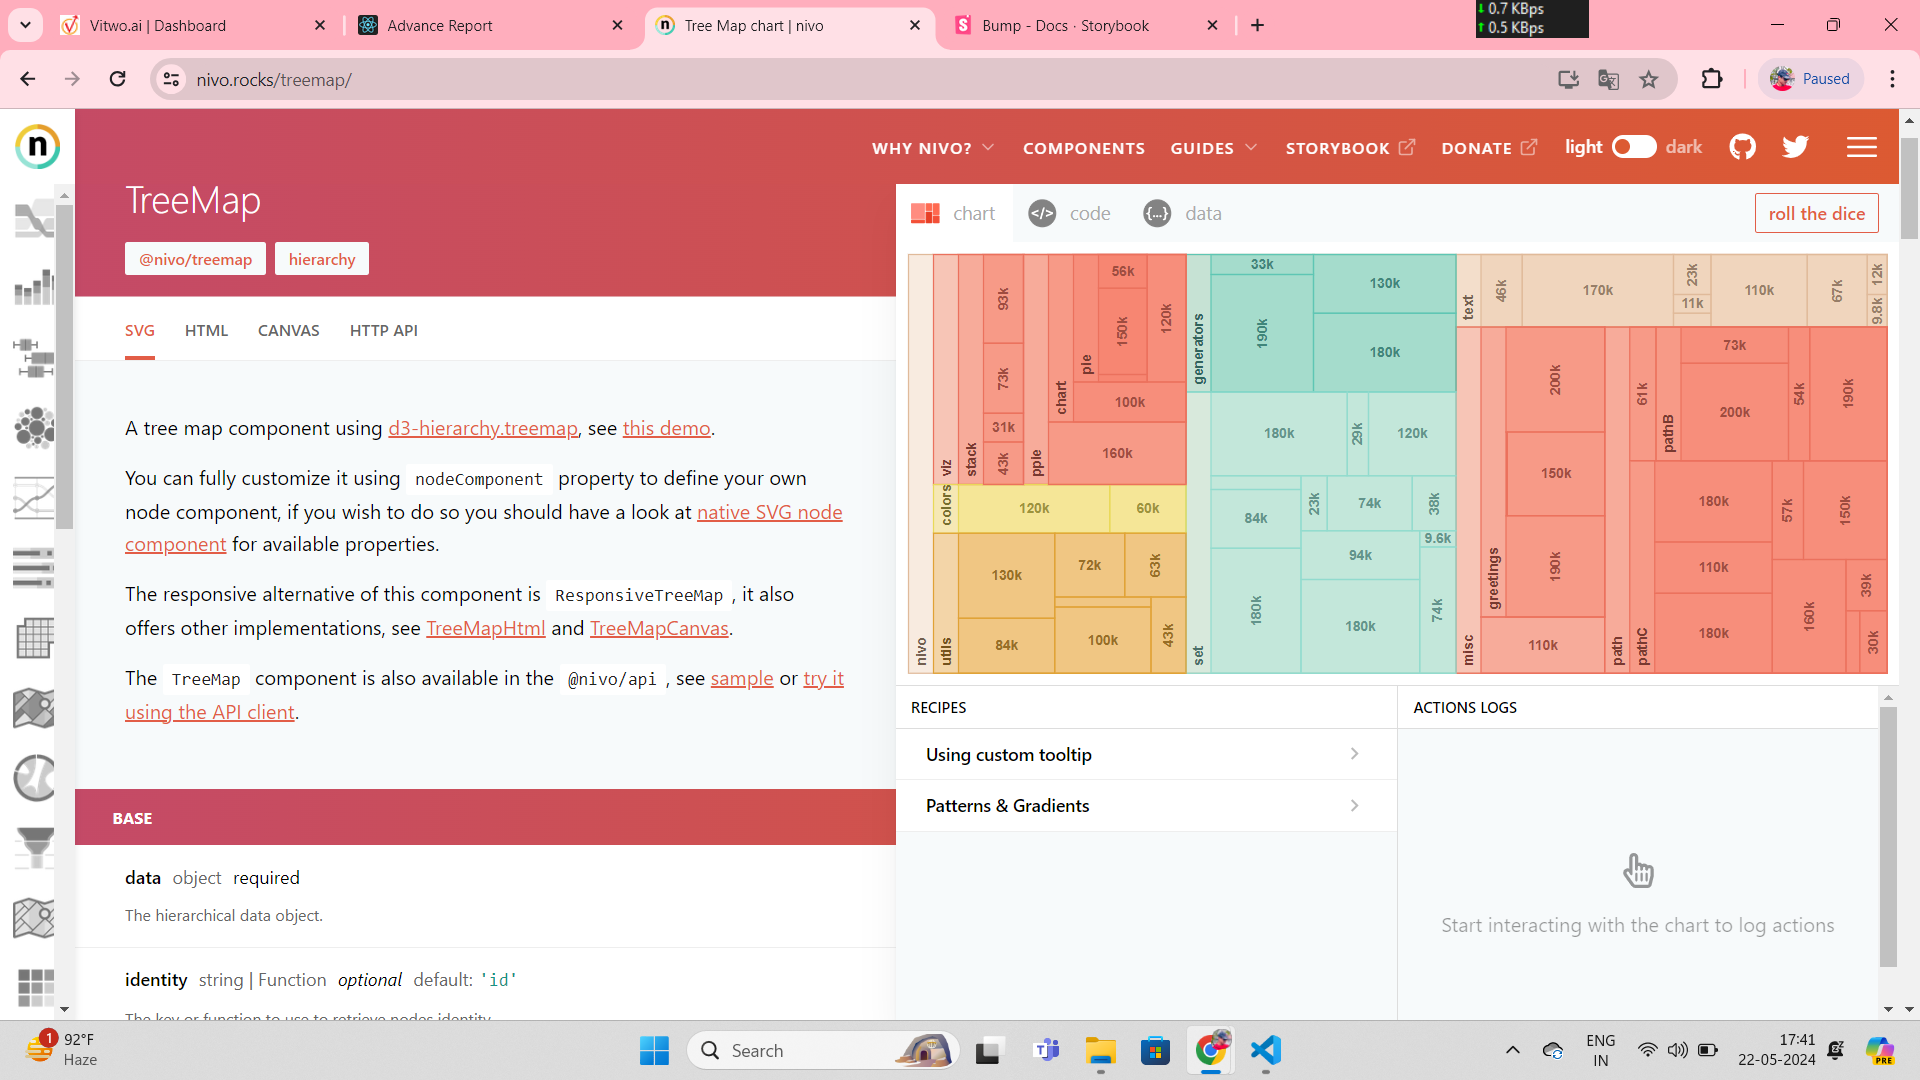 Vitwo.ai | Dashboard
Advance Report
Tree Map chart | nivo
Bump - Docs · Storybook
0.7 KBps
0.5 KBps
nivo.rocks/treemap/
Paused
n
WHY NIVO?
COMPONENTS
GUIDES
STORYBOOK
DONATE
light
dark
TreeMap
@nivo/treemap
hierarchy
chart
code
data
roll the dice
SVG
HTML
CANVAS
HTTP API
A tree map component using d3-hierarchy.treemap, see this demo.
You can fully customize it using nodeComponent property to define your own
node component, if you wish to do so you should have a look at native SVG node
component for available properties.
The responsive alternative of this component is ResponsiveTreeMap, it also
offers other implementations, see TreeMapHtml and TreeMapCanvas.
The TreeMap component is also available in the @nivo/api, see sample or try it
using the API client.
BASE
data object required
The hierarchical data object.
identity string | Function optional default: 'id'
The key or function to use to retrieve nodes identity.
nivo
viz
stack
93k
73k
31k
43k
pple
chart
pie
56k
150k
120k
100k
160k
colors
120k
60k
utils
130k
84k
72k
63k
100k
43k
generators
33k
190k
130k
180k
set
180k
29k
120k
84k
180k
23k
74k
38k
94k
9.6k
180k
74k
text
46k
170k
23k
11k
110k
67k
12k
9.8k
misc
greetings
200k
150k
190k
110k
path
61k
pathB
73k
200k
54k
190k
pathC
180k
110k
180k
57k
150k
160k
39k
30k
RECIPES
Using custom tooltip
Patterns & Gradients
ACTIONS LOGS
Start interacting with the chart to log actions
1
92°F
Haze
Search
ENG
IN
17:41
22-05-2024
PRE